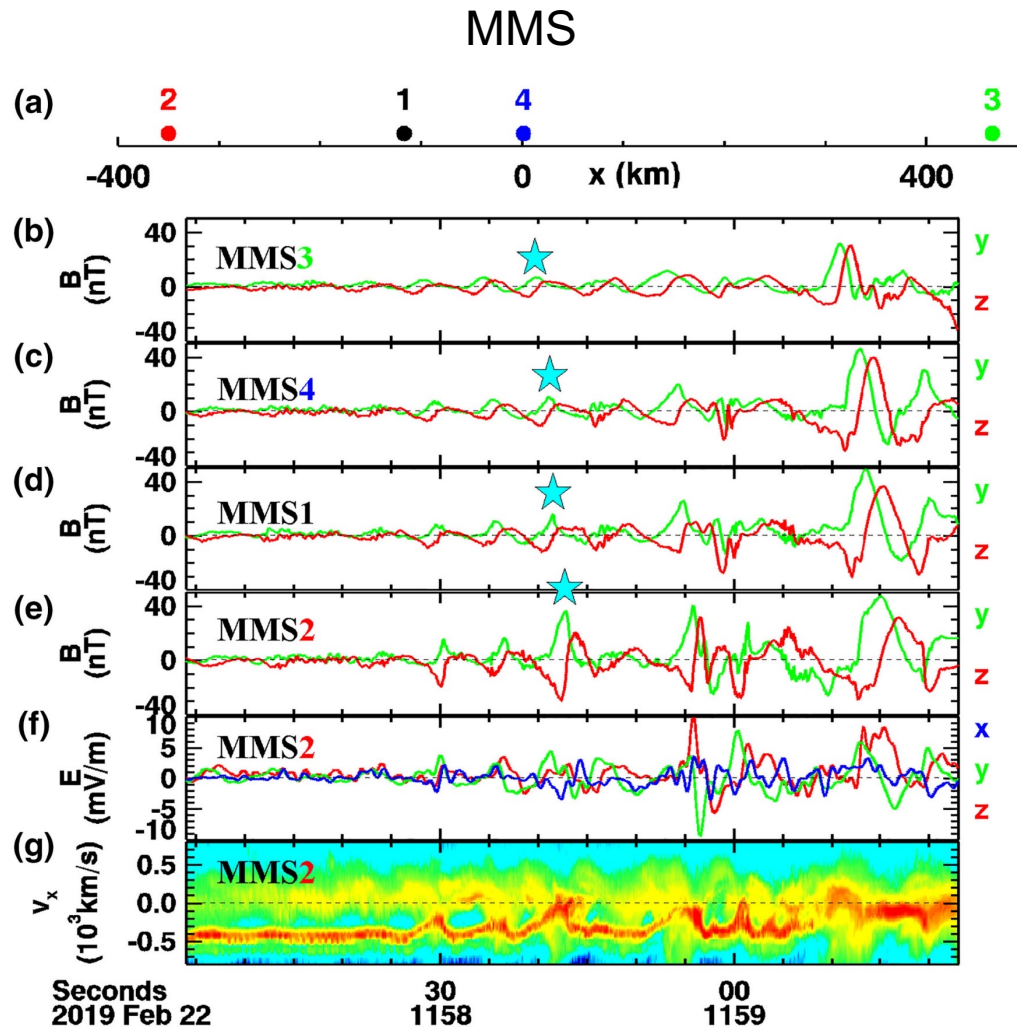 MMS
(a)
2 1 4 3
-400 0 x (km) 400
(b)
40
0
-40
B
(nT)
MMS3
y
z
(c)
40
0
-40
B
(nT)
MMS4
y
z
(d)
40
0
-40
B
(nT)
MMS1
y
z
(e)
40
0
-40
B
(nT)
MMS2
y
z
(f)
10
5
0
-5
-10
E
(mV/m)
MMS2
x
y
z
(g)
0.5
0.0
-0.5
vx
(10³km/s)
MMS2
Seconds 30 00
2019 Feb 22 1158 1159